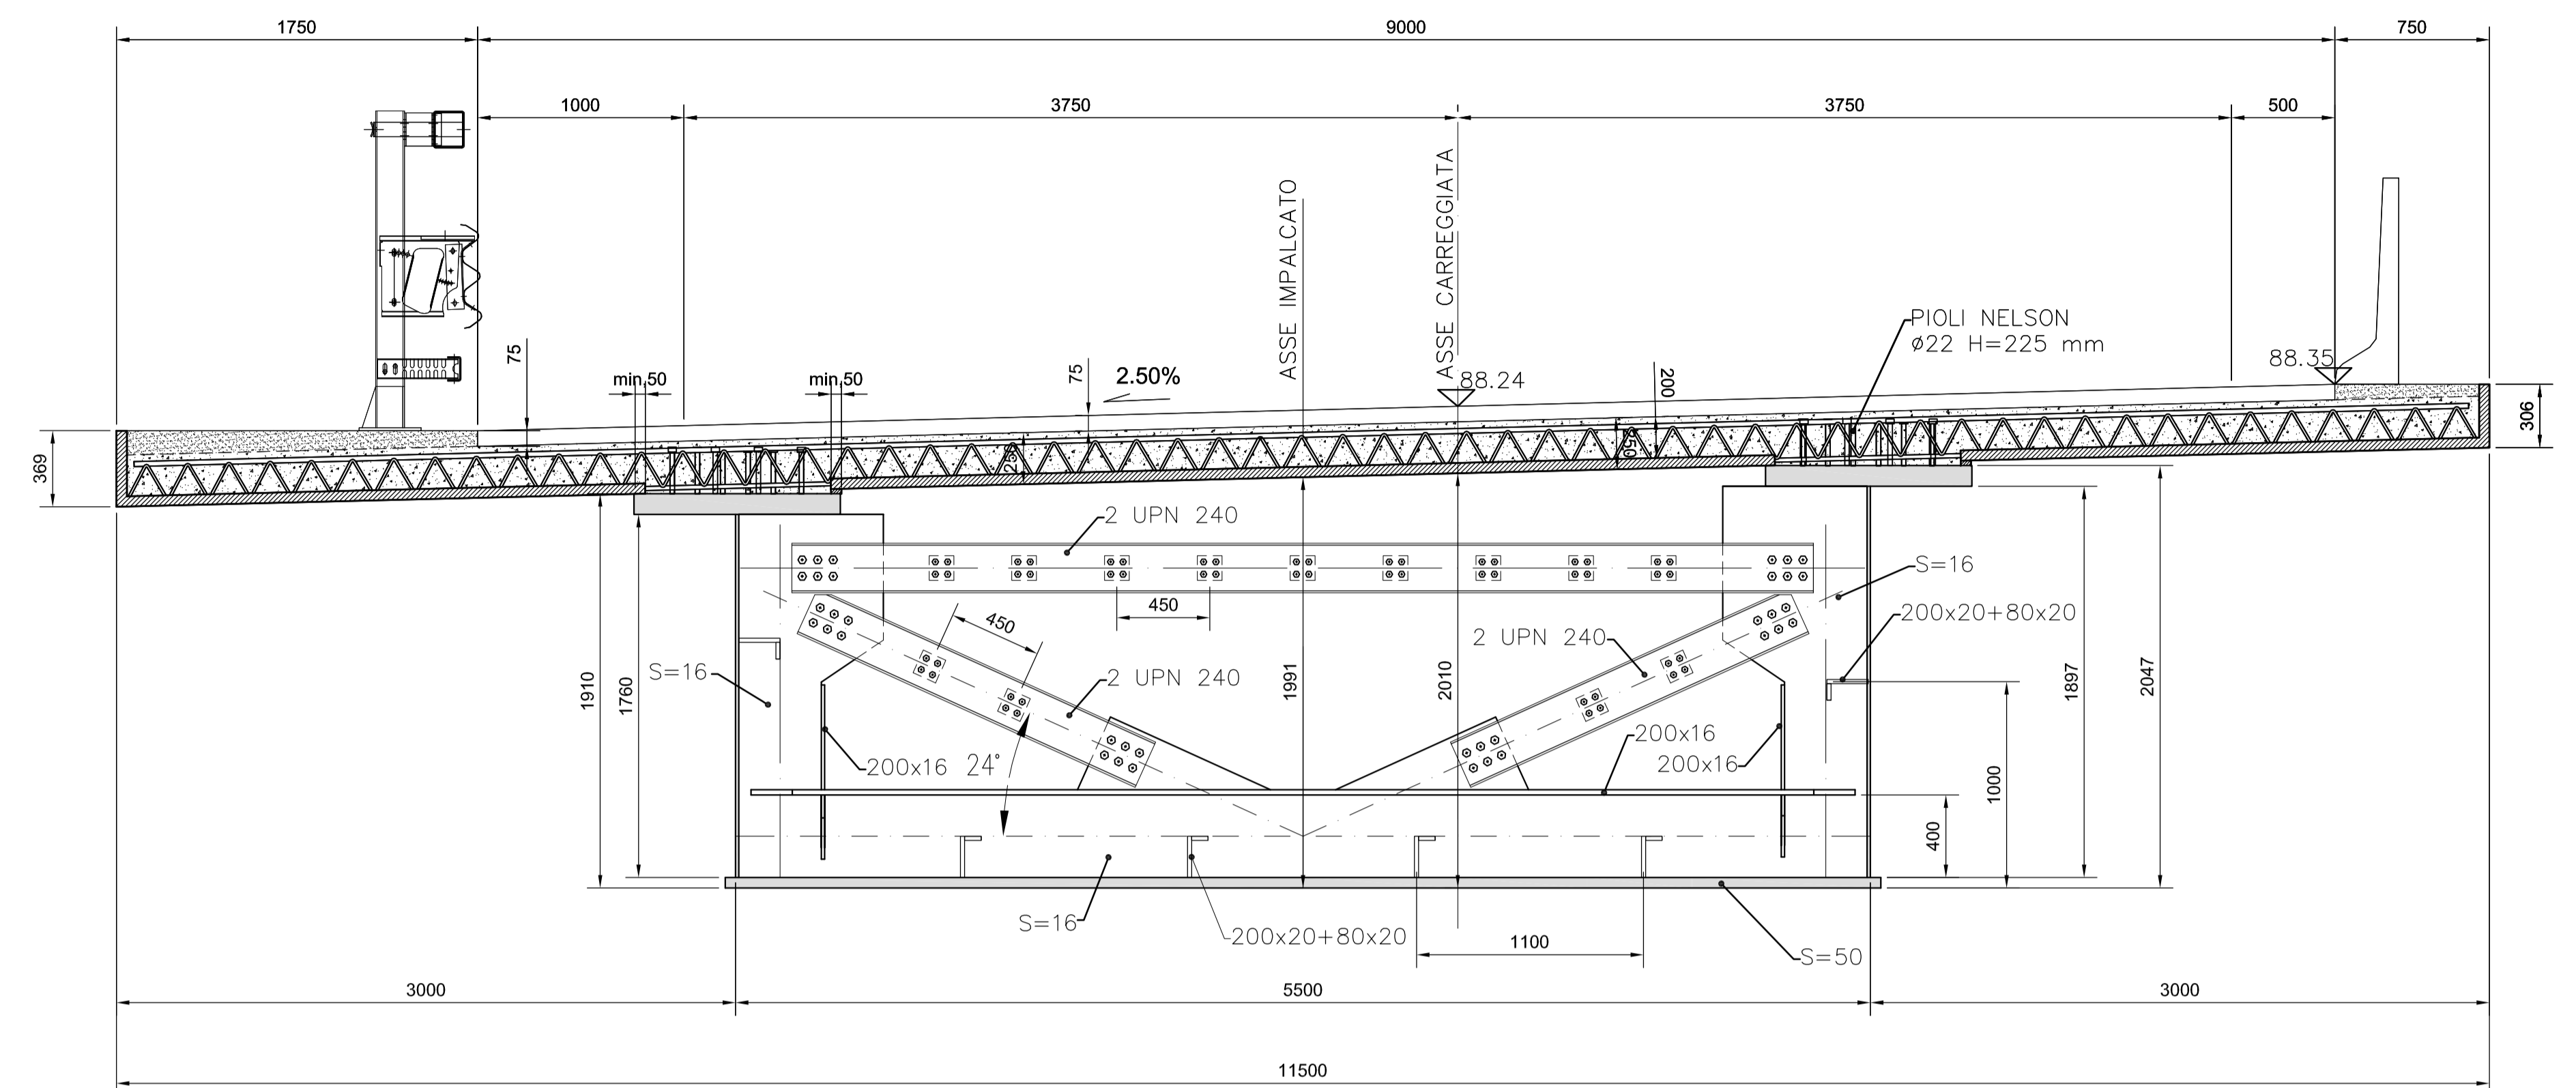 1750
9000
750
1000
3750
3750
500
ASSE IMPALCATO
ASSE CARREGGIATA
PIOLI NELSON
ø22 H=225 mm
75
min.50
min.50
75
2.50%
88.24
200
88.35
369
306
250
2 UPN 240
S=16
450
450
200x20+80x20
2 UPN 240
S=16
2 UPN 240
1910
1760
1991
2010
1897
2047
200x16
24°
200x16
200x16
1000
400
S=16
200x20+80x20
1100
S=50
3000
5500
3000
11500